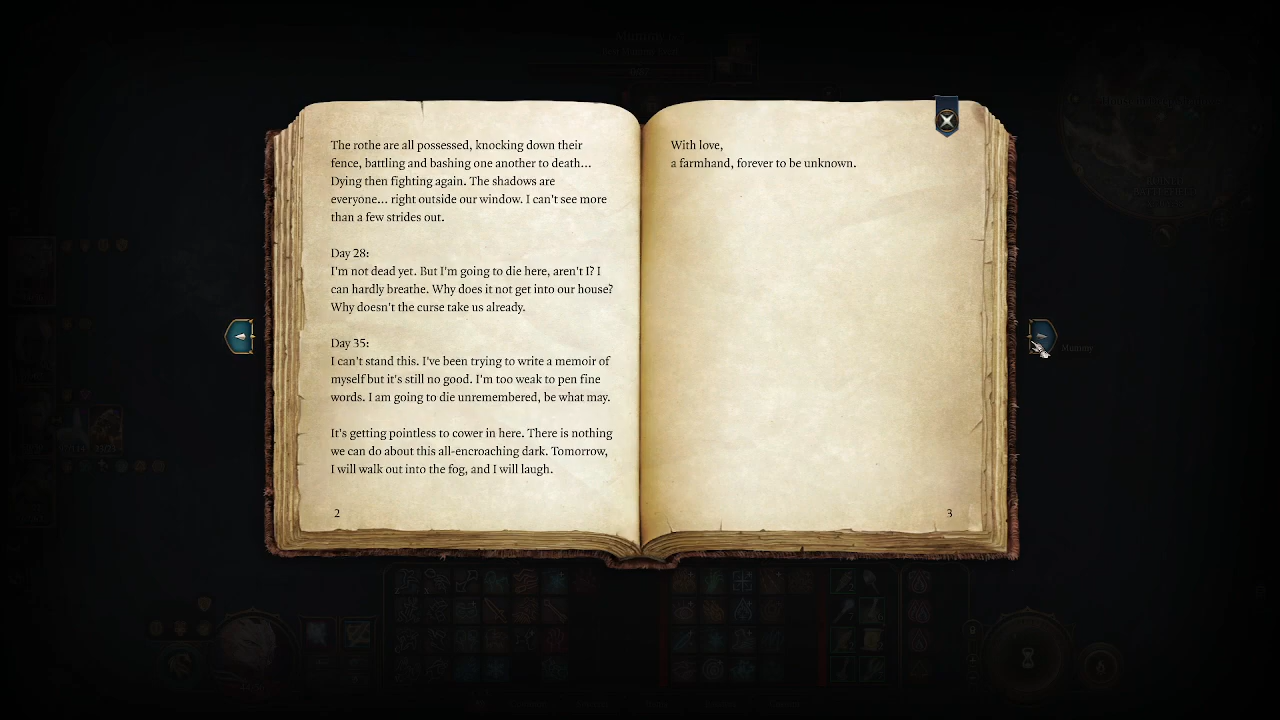 The rothe are all possessed, knocking down their
fence, battling and bashing one another to death...
Dying then fighting again. The shadows are
everyone... right outside our window. I can't see more
than a few strides out.
Day 28:
I'm not dead yet. But I'm going to die here, aren't I? I
can hardly breathe. Why does it not get into our house?
Why doesn't the curse take us already.
Day 35:
I can't stand this. I've been trying to write a memoir of
myself but it's still no good. I'm too weak to pen fine
words. I am going to die unremembered, be what may.
It's getting pointless to cower in here. There is nothing
we can do about this all-encroaching dark. Tomorrow,
I will walk out into the fog, and I will laugh.
2
With love,
a farmhand, forever to be unknown.
3